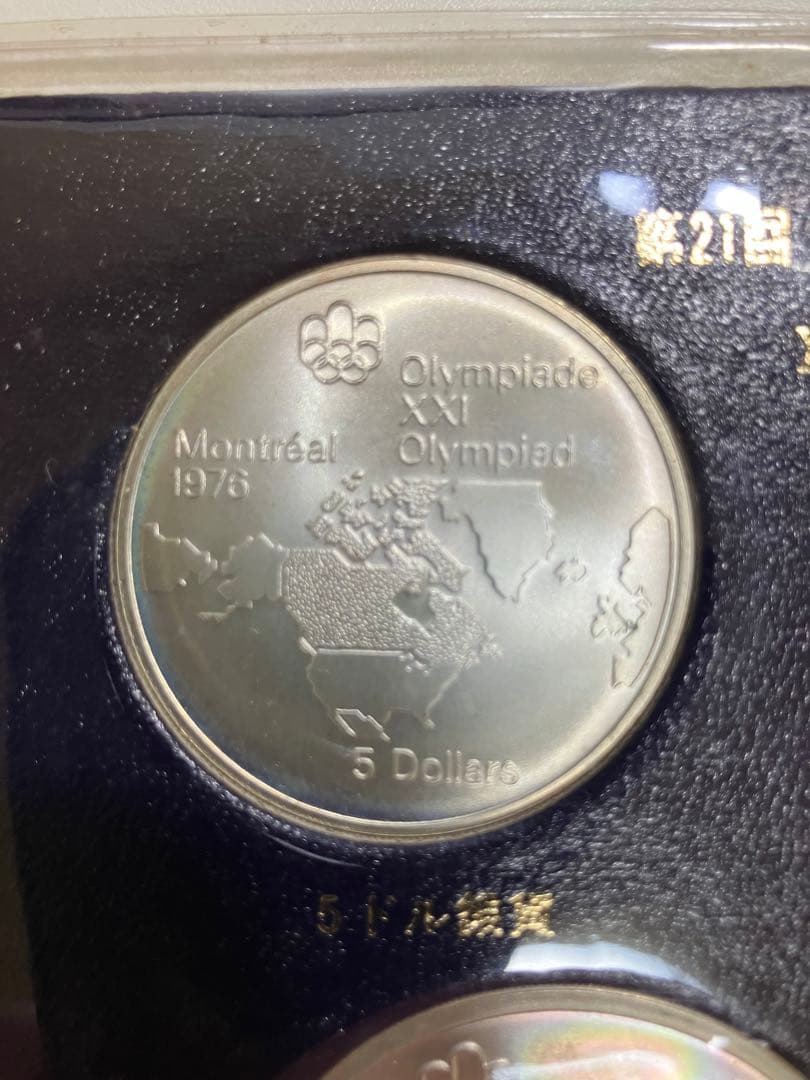 第21回
Olympiade
XXI
Olympiad
Montréal
1976
5 Dollars
5ドル銀貨